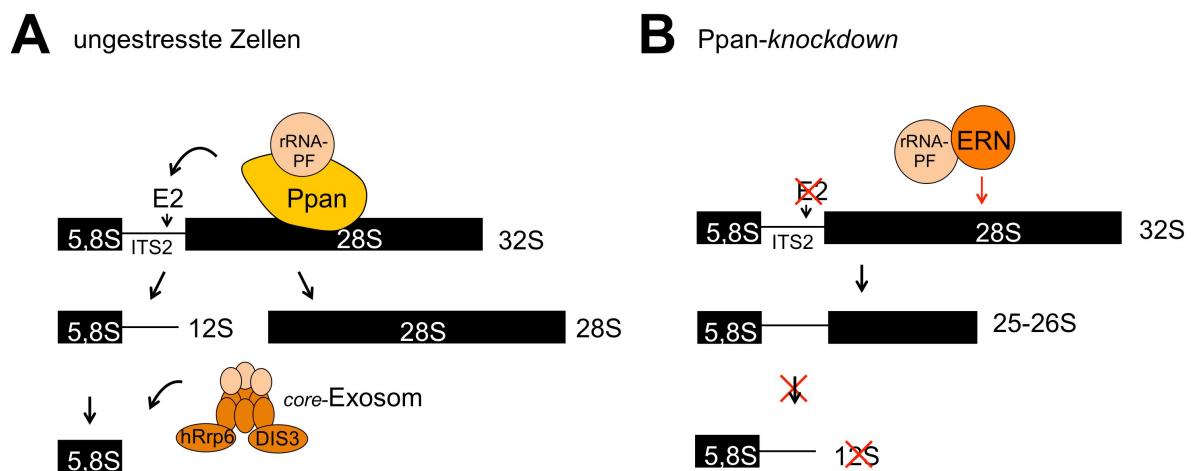 A ungestresste Zellen
rRNA-
PF
E2
Ppan
5,8S
ITS2
28S
32S
5,8S
12S
28S
28S
core-Exosom
hRrp6
DIS3
5,8S
B Ppan-knockdown
rRNA-
PF
ERN
E2
5,8S
ITS2
28S
32S
5,8S
25-26S
5,8S
12S